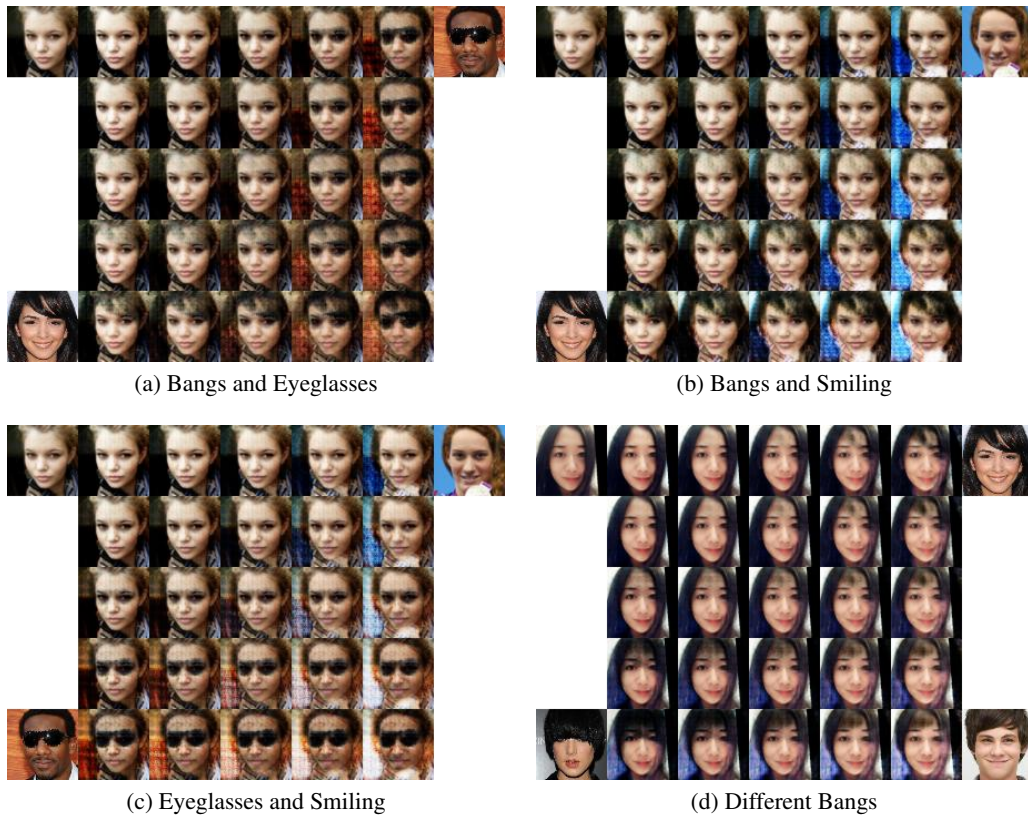 (a) Bangs and Eyeglasses
(b) Bangs and Smiling
(c) Eyeglasses and Smiling
(d) Different Bangs